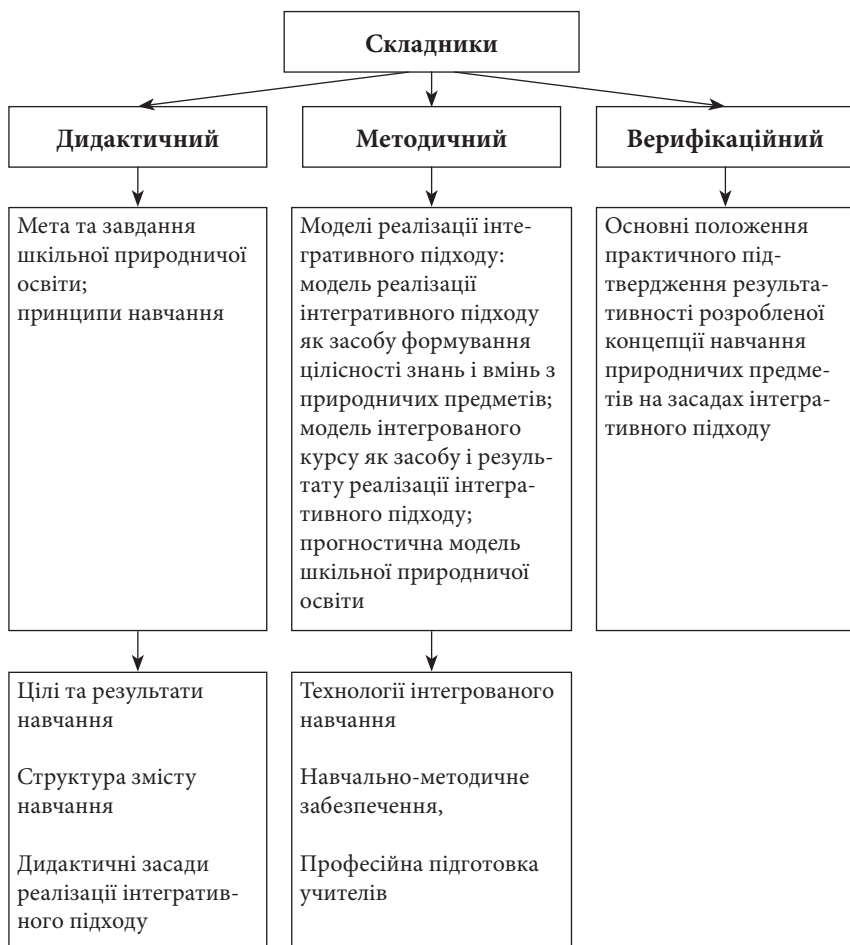 Складники
Дидактичний
Методичний
Верифікаційний
Мета та завдання
шкільної природничої
освіти;
принципи навчання
Моделі реалізації інте-
гративного підходу:
модель реалізації
інтегративного підходу
як засобу формування
цілісності знань і вмінь з
природничих предметів;
модель інтегрованого
курсу як засобу і резуль-
тату реалізації інтегра-
тивного підходу;
прогностична модель
шкільної природничої
освіти
Основні положення
практичного під-
твердження результа-
тивності розробленої
концепції навчання
природничих предме-
тів на засадах інтегра-
тивного підходу
Цілі та результати
навчання
Структура змісту
навчання
Дидактичні засади
реалізації інтегратив-
ного підходу
Технології інтегрованого
навчання
Навчально-методичне
забезпечення,
Професійна підготовка
учителів